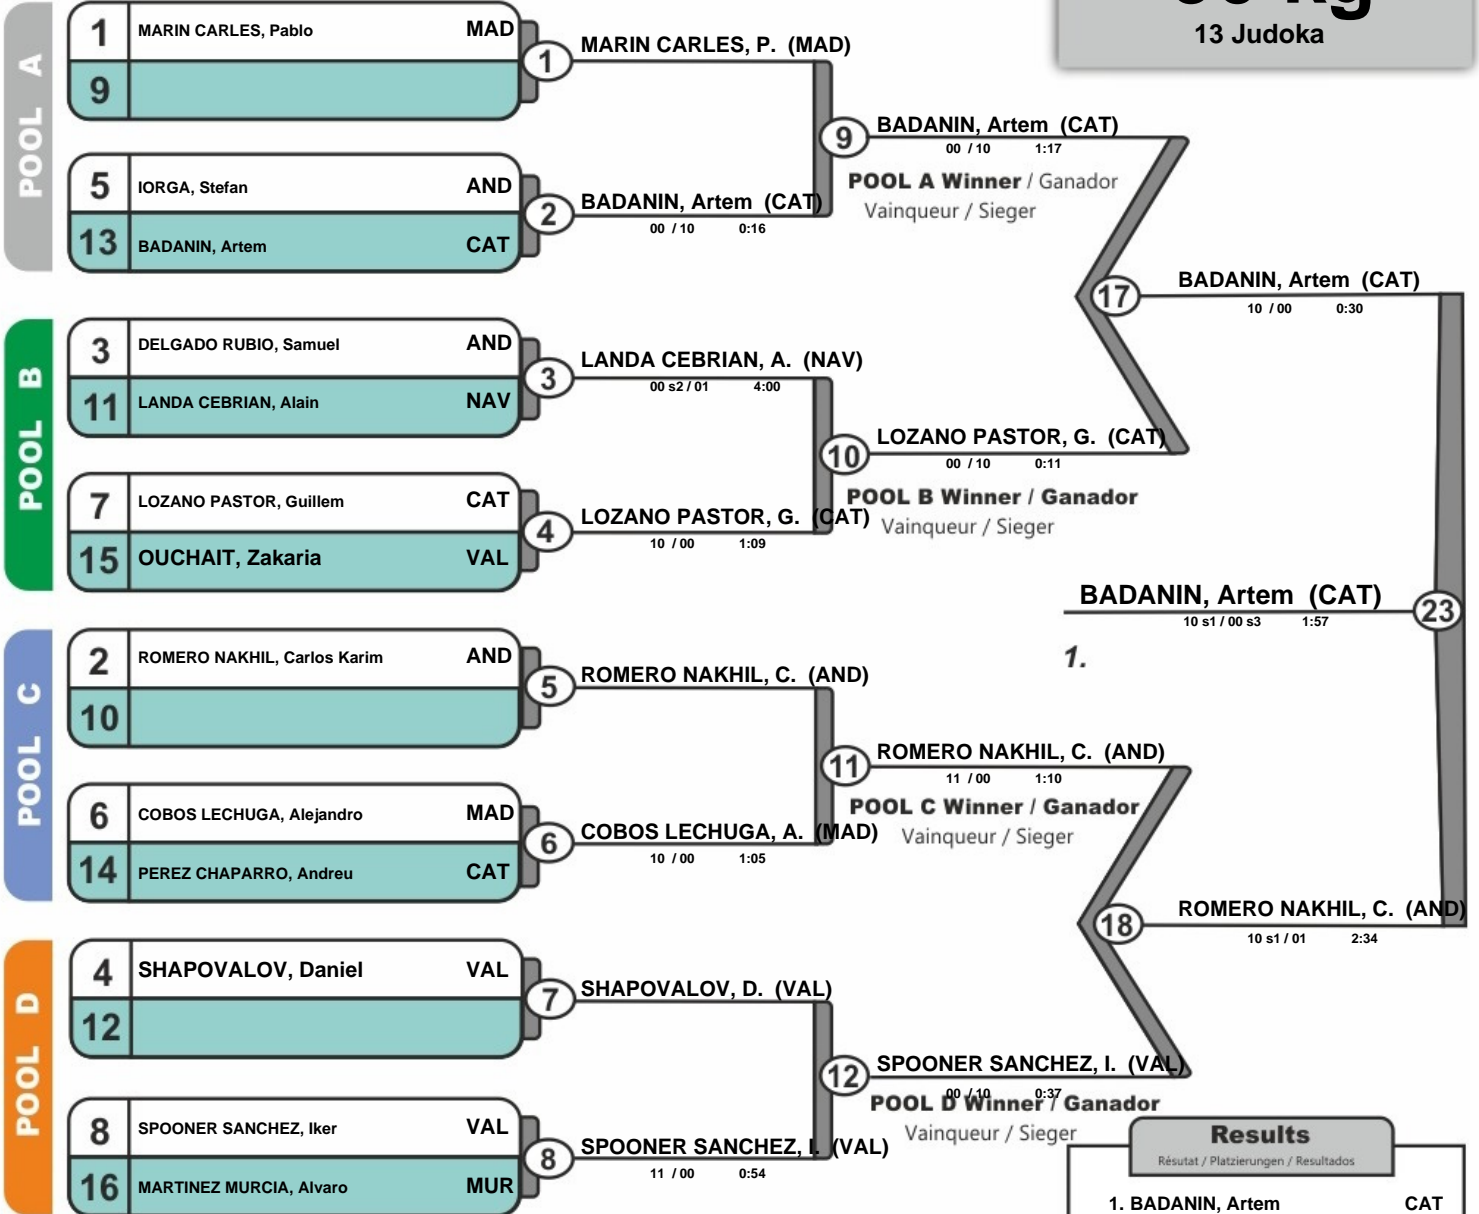 13 Judoka
POOL A
1 MARIN CARLES, Pablo MAD
9
1
MARIN CARLES, P. (MAD)
5 IORGA, Stefan AND
13 BADANIN, Artem CAT
2
BADANIN, Artem (CAT)
00 / 10 0:16
9
BADANIN, Artem (CAT)
00 / 10 1:17
POOL A Winner / Ganador
Vainqueur / Sieger
POOL B
3 DELGADO RUBIO, Samuel AND
11 LANDA CEBRIAN, Alain NAV
3
LANDA CEBRIAN, A. (NAV)
00 s2 / 01 4:00
7 LOZANO PASTOR, Guillem CAT
15 OUCHAIT, Zakaria VAL
4
LOZANO PASTOR, G. (CAT)
10 / 00 1:09
10
LOZANO PASTOR, G. (CAT)
00 / 10 0:11
POOL B Winner / Ganador
Vainqueur / Sieger
17
BADANIN, Artem (CAT)
10 / 00 0:30
BADANIN, Artem (CAT)
23
10 s1 / 00 s3 1:57
1.
POOL C
2 ROMERO NAKHIL, Carlos Karim AND
10
5
ROMERO NAKHIL, C. (AND)
6 COBOS LECHUGA, Alejandro MAD
14 PEREZ CHAPARRO, Andreu CAT
6
COBOS LECHUGA, A. (MAD)
10 / 00 1:05
11
ROMERO NAKHIL, C. (AND)
11 / 00 1:10
POOL C Winner / Ganador
Vainqueur / Sieger
18
ROMERO NAKHIL, C. (AND)
10 s1 / 01 2:34
POOL D
4 SHAPOVALOV, Daniel VAL
12
7
SHAPOVALOV, D. (VAL)
8 SPOONER SANCHEZ, Iker VAL
16 MARTINEZ MURCIA, Alvaro MUR
8
SPOONER SANCHEZ, I. (VAL)
11 / 00 0:54
12
SPOONER SANCHEZ, I. (VAL)
00 / 10 0:37
POOL D Winner / Ganador
Vainqueur / Sieger
Results
Résutat / Platzierungen / Resultados
1. BADANIN, Artem CAT